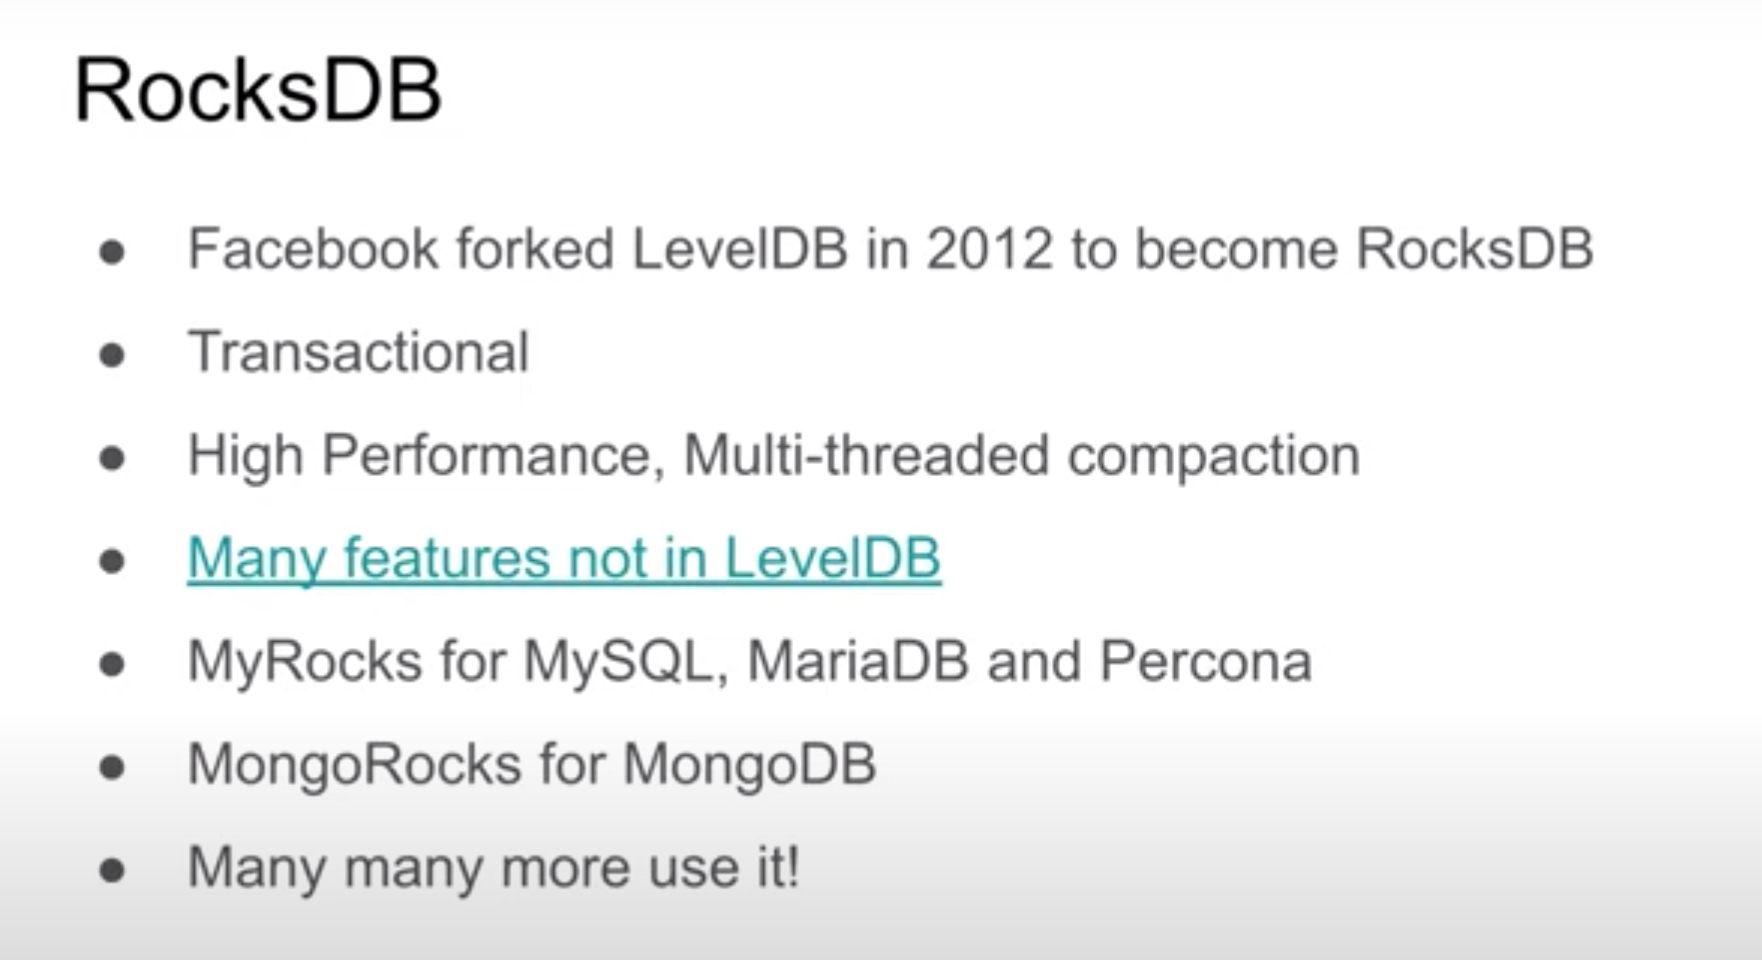 RocksDB
● Facebook forked LevelDB in 2012 to become RocksDB
● Transactional
● High Performance, Multi-threaded compaction
● Many features not in LevelDB
● MyRocks for MySQL, MariaDB and Percona
● MongoRocks for MongoDB
● Many many more use it!